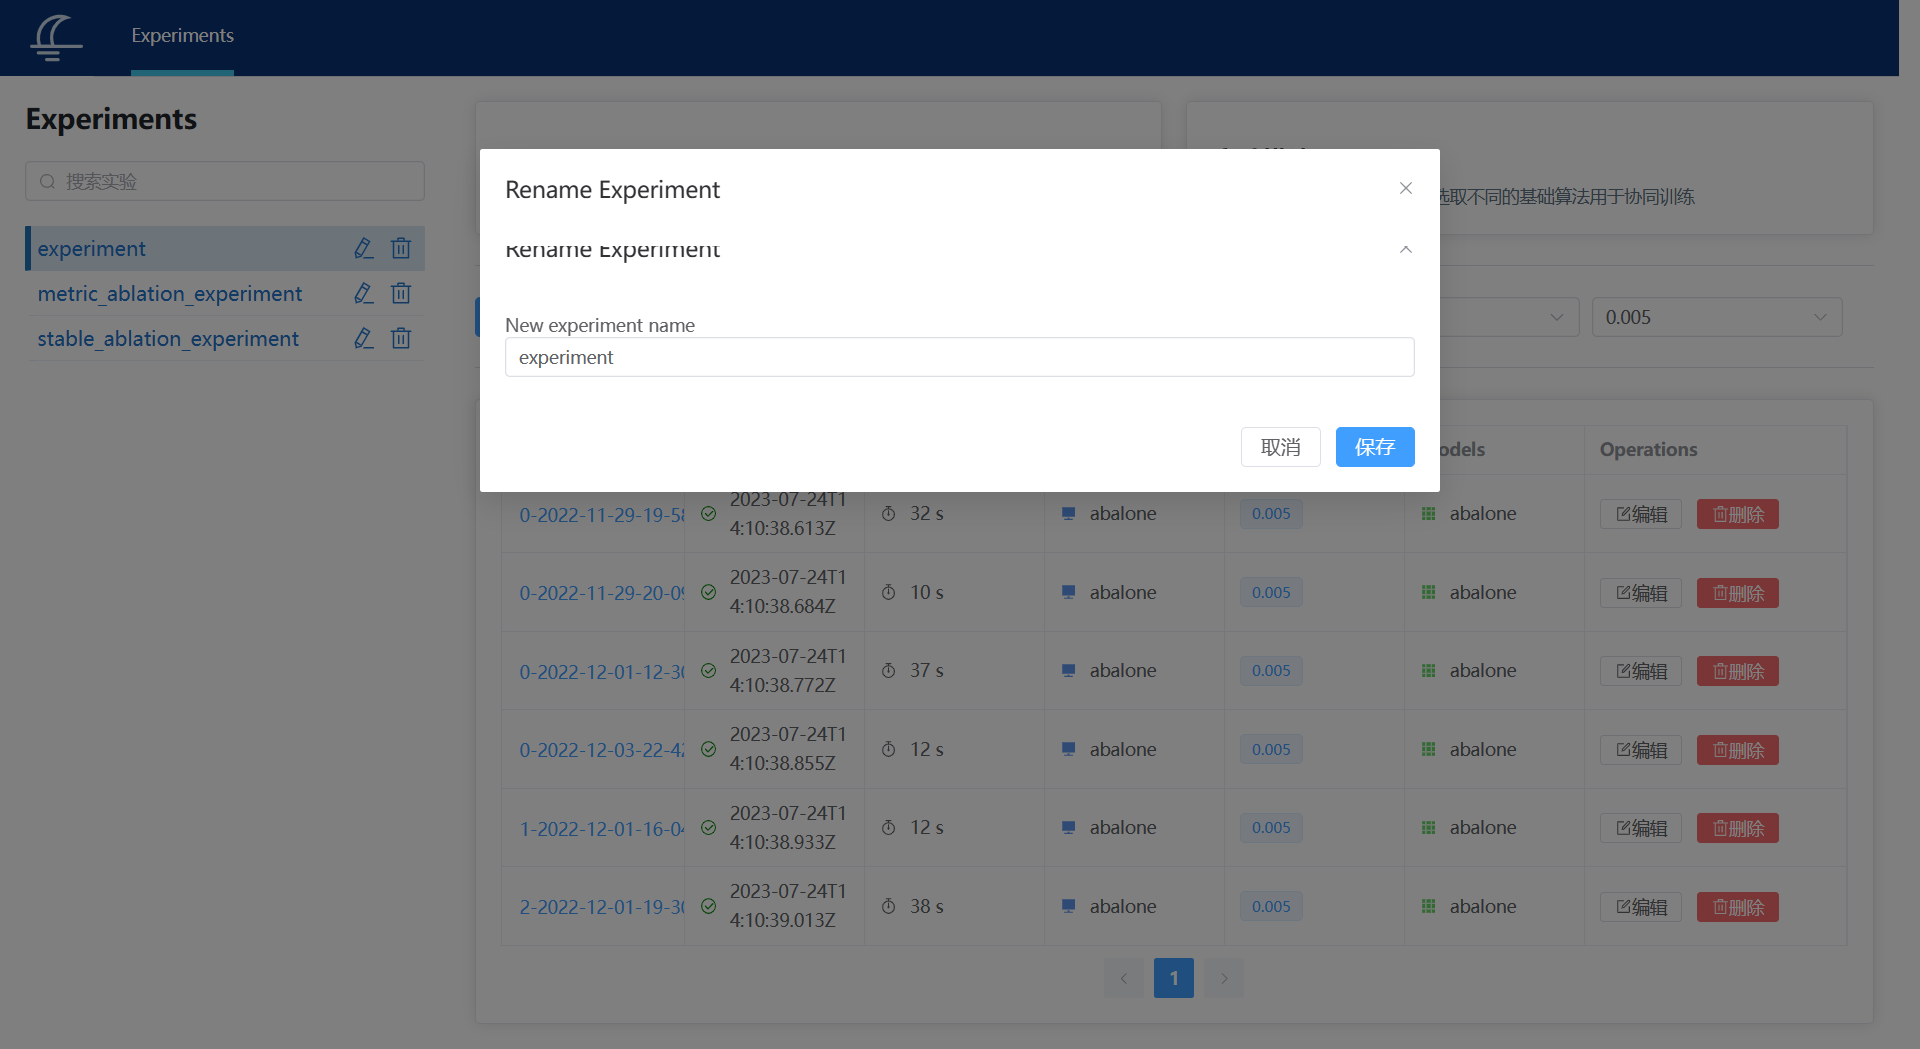 Experiments
Experiments
搜索实验
experiment
metric_ablation_experiment
stable_ablation_experiment
Rename Experiment
Rename Experiment
New experiment name
experiment
取消
保存
选取不同的基础算法用于协同训练
0.005
odels
Operations
0-2022-11-29-19-58
2023-07-24T1
4:10:38.613Z
32 s
abalone
0.005
abalone
编辑
删除
0-2022-11-29-20-09
2023-07-24T1
4:10:38.684Z
10 s
abalone
0.005
abalone
编辑
删除
0-2022-12-01-12-30
2023-07-24T1
4:10:38.772Z
37 s
abalone
0.005
abalone
编辑
删除
0-2022-12-03-22-42
2023-07-24T1
4:10:38.855Z
12 s
abalone
0.005
abalone
编辑
删除
1-2022-12-01-16-04
2023-07-24T1
4:10:38.933Z
12 s
abalone
0.005
abalone
编辑
删除
2-2022-12-01-19-30
2023-07-24T1
4:10:39.013Z
38 s
abalone
0.005
abalone
编辑
删除
1